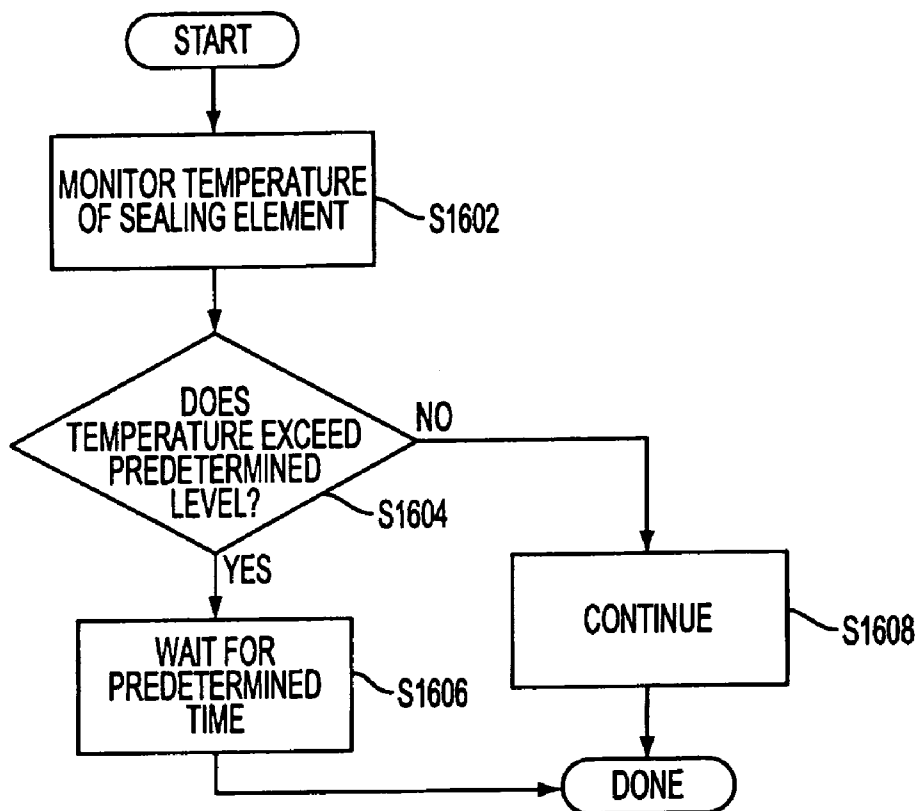 START
MONITOR TEMPERATURE
OF SEALING ELEMENT
S1602
DOES
TEMPERATURE EXCEED
PREDETERMINED
LEVEL?
S1604
NO
YES
WAIT FOR
PREDETERMINED
TIME
S1606
CONTINUE
S1608
DONE